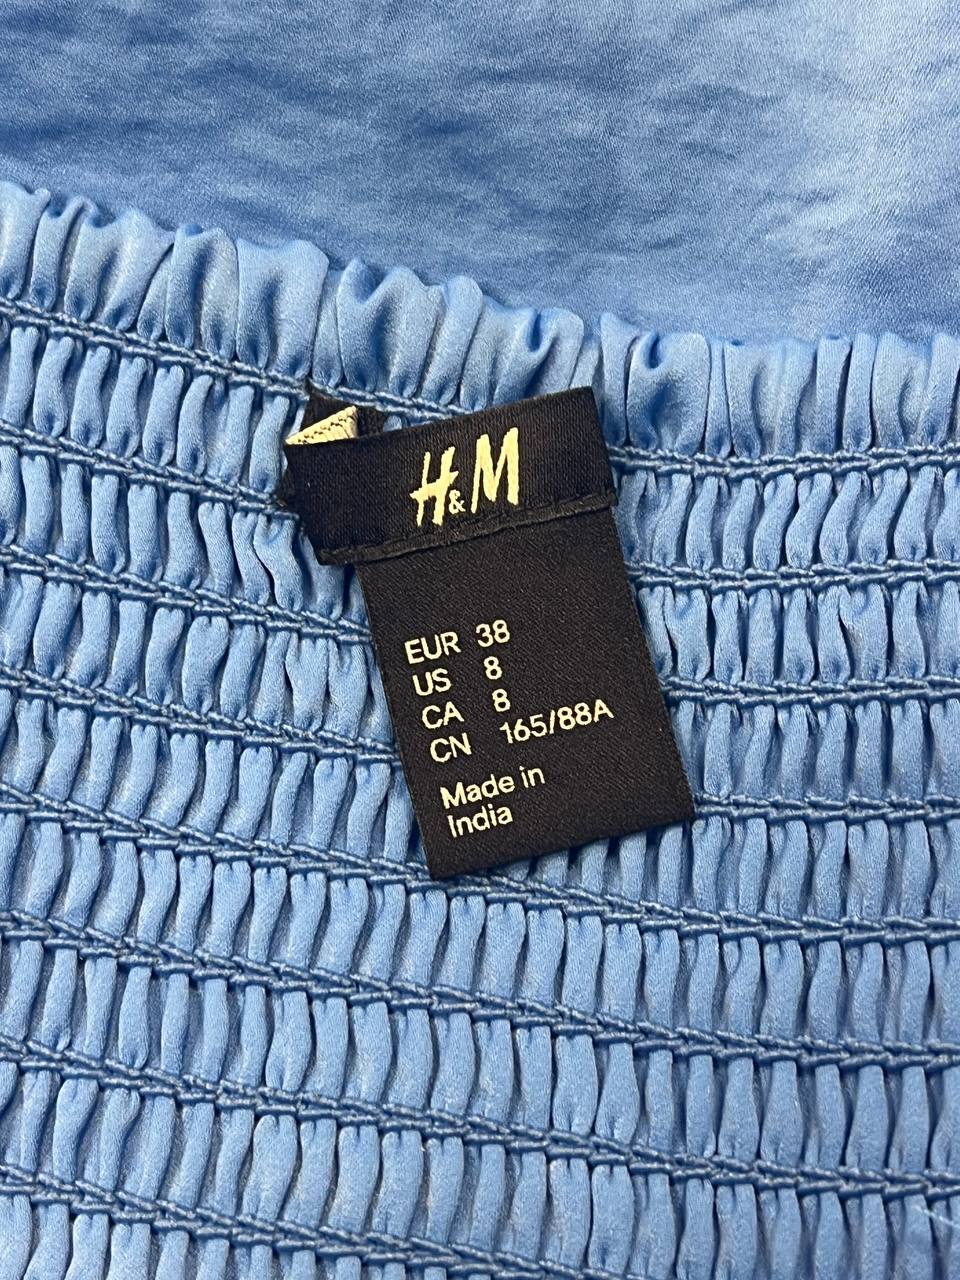 H&M
EUR 38
US 8
CA 8
CN 165/88A
Made in
India